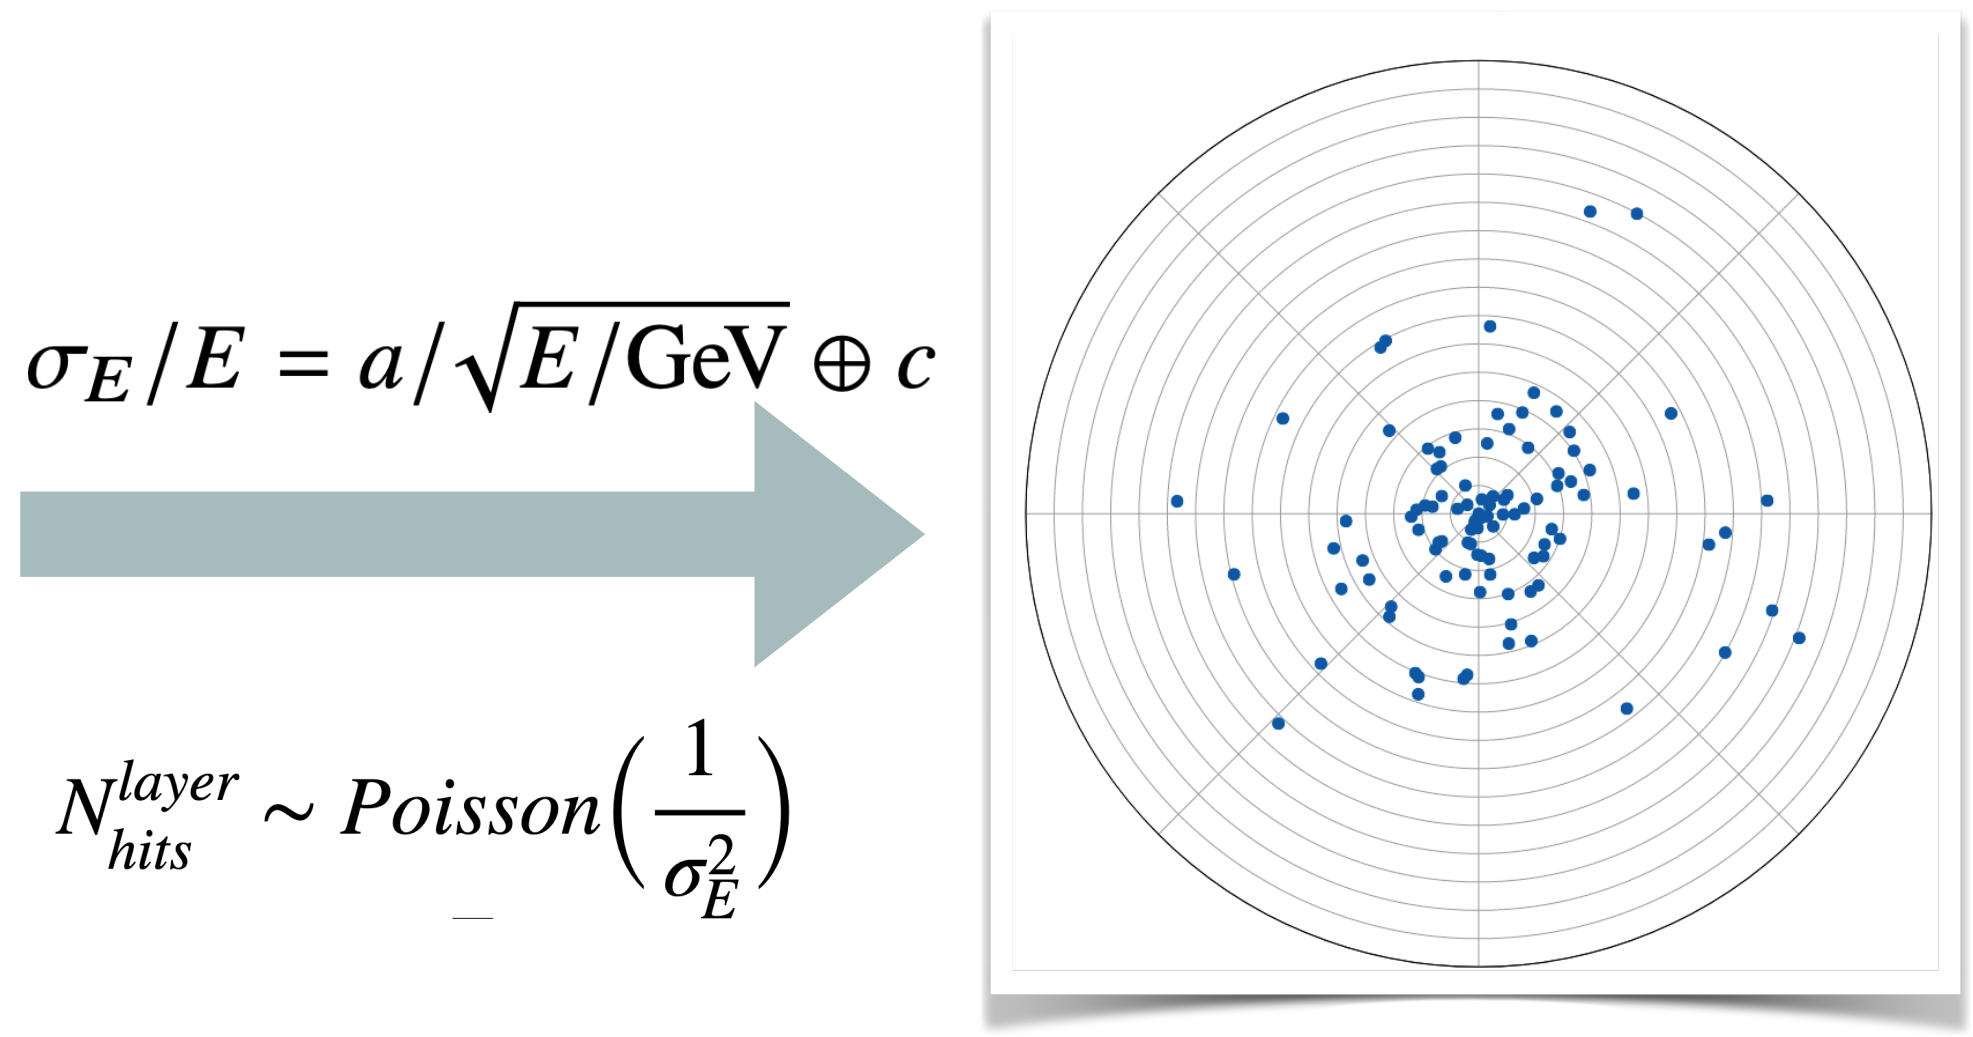 σ_E/E = a/√(E/GeV) ⊕ c
N_hits^layer ~ Poisson(1/σ_E^2)